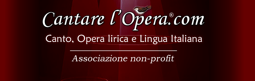 Cantare l'Opera®.com
Canto, Opera lirica e Lingua Italiana
Associazione non-profit